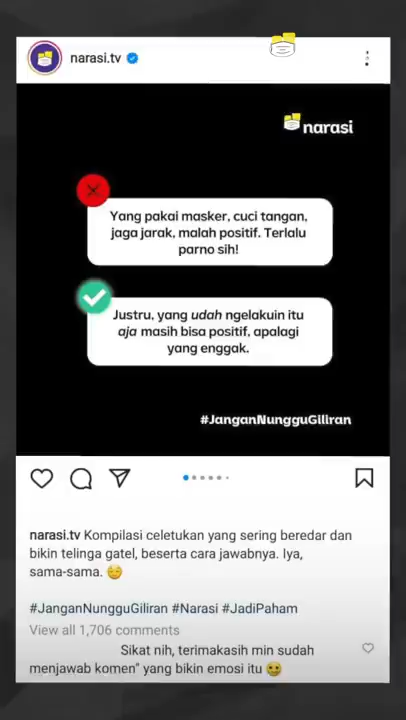 narasi.tv
narasi
Yang pakai masker, cuci tangan,
jaga jarak, malah positif. Terlalu
parno sih!
Justru, yang udah ngelakuin itu
aja masih bisa positif, apalagi
yang enggak.
#JanganNungguGiliran
narasi.tv Kompilasi celetukan yang sering beredar dan
bikin telinga gatel, beserta cara jawabnya. Iya,
sama-sama. 😌
#JanganNungguGiliran #Narasi #JadiPaham
View all 1,706 comments
Sikat nih, terimakasih min sudah
menjawab komen" yang bikin emosi itu 😀